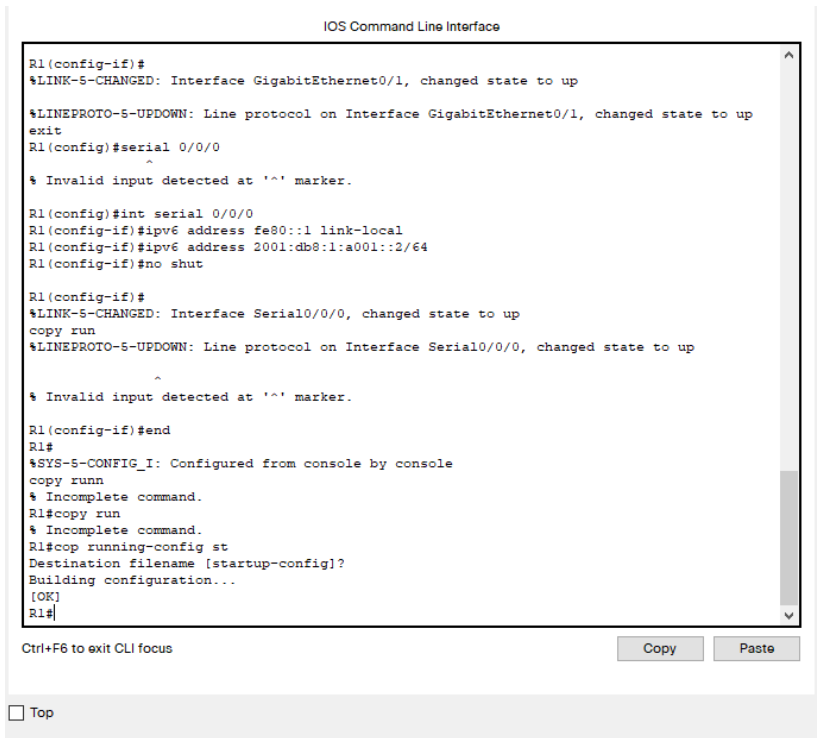 IOS Command Line Interface
R1(config-if)#
%LINK-5-CHANGED: Interface GigabitEthernet0/1, changed state to up
%LINEPROTO-5-UPDOWN: Line protocol on Interface GigabitEthernet0/1, changed state to up
exit
R1(config)#serial 0/0/0
^
% Invalid input detected at '^' marker.
R1(config)#int serial 0/0/0
R1(config-if)#ipv6 address fe80::1 link-local
R1(config-if)#ipv6 address 2001:db8:1:a001::2/64
R1(config-if)#no shut
R1(config-if)#
%LINK-5-CHANGED: Interface Serial0/0/0, changed state to up
copy run
%LINEPROTO-5-UPDOWN: Line protocol on Interface Serial0/0/0, changed state to up
^
% Invalid input detected at '^' marker.
R1(config-if)#end
R1#
%SYS-5-CONFIG_I: Configured from console by console
copy runn
% Incomplete command.
R1#copy run
% Incomplete command.
R1#cop running-config st
Destination filename [startup-config]?
Building configuration...
[OK]
R1#
Ctrl+F6 to exit CLI focus
Copy
Paste
Top